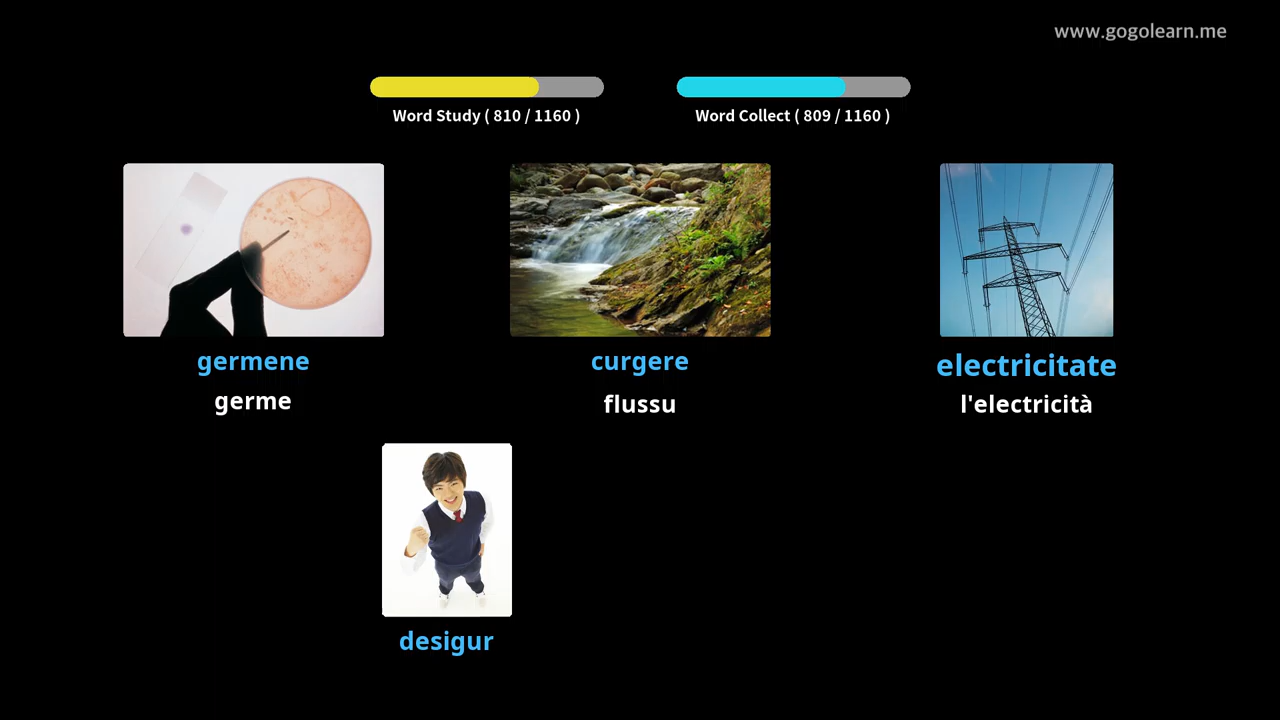 www.gogolearn.me
Word Study ( 810 / 1160 )
Word Collect ( 809 / 1160 )
germene
curgere
electricitate
germe
flussu
l'electricità
desigur